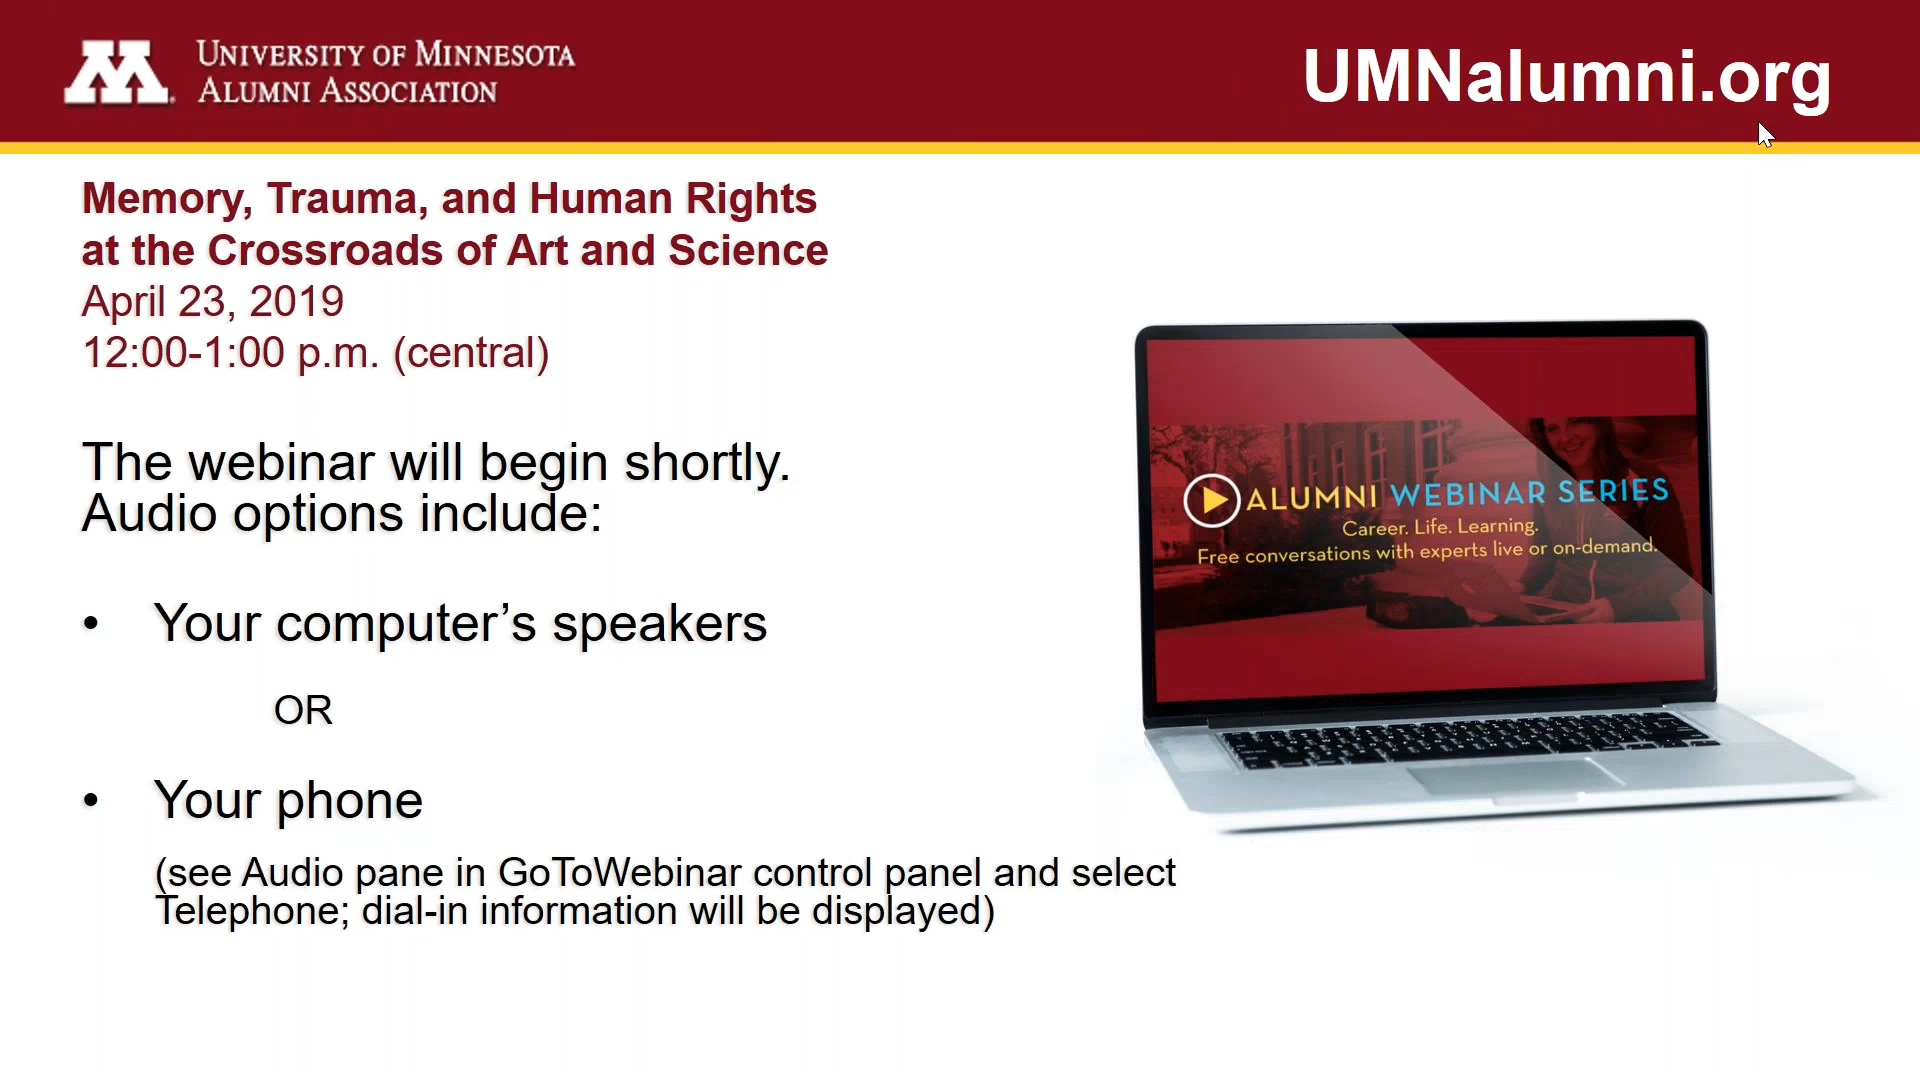 UNIVERSITY OF MINNESOTA
ALUMNI ASSOCIATION
UMNalumni.org
Memory, Trauma, and Human Rights
at the Crossroads of Art and Science
April 23, 2019
12:00-1:00 p.m. (central)
The webinar will begin shortly.
Audio options include:
• Your computer’s speakers
OR
• Your phone
(see Audio pane in GoToWebinar control panel and select
Telephone; dial-in information will be displayed)
ALUMNI WEBINAR SERIES
Career. Life. Learning.
Free conversations with experts live or on-demand.